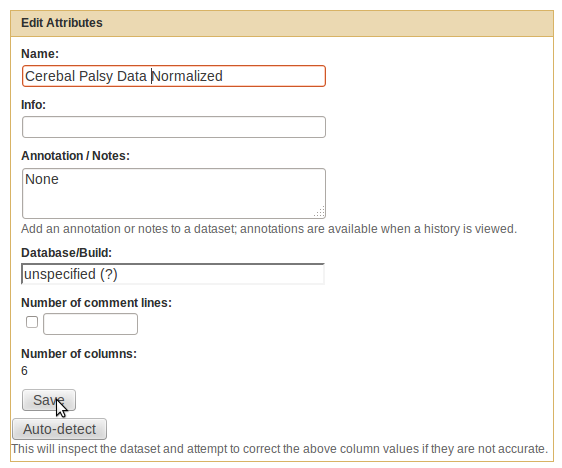 Edit Attributes
Name:
Cerebal Palsy Data Normalized
Info:
Annotation / Notes:
None
Add an annotation or notes to a dataset; annotations are available when a history is viewed.
Database/Build:
unspecified (?)
Number of comment lines:
Number of columns:
6
Save
Auto-detect
This will inspect the dataset and attempt to correct the above column values if they are not accurate.